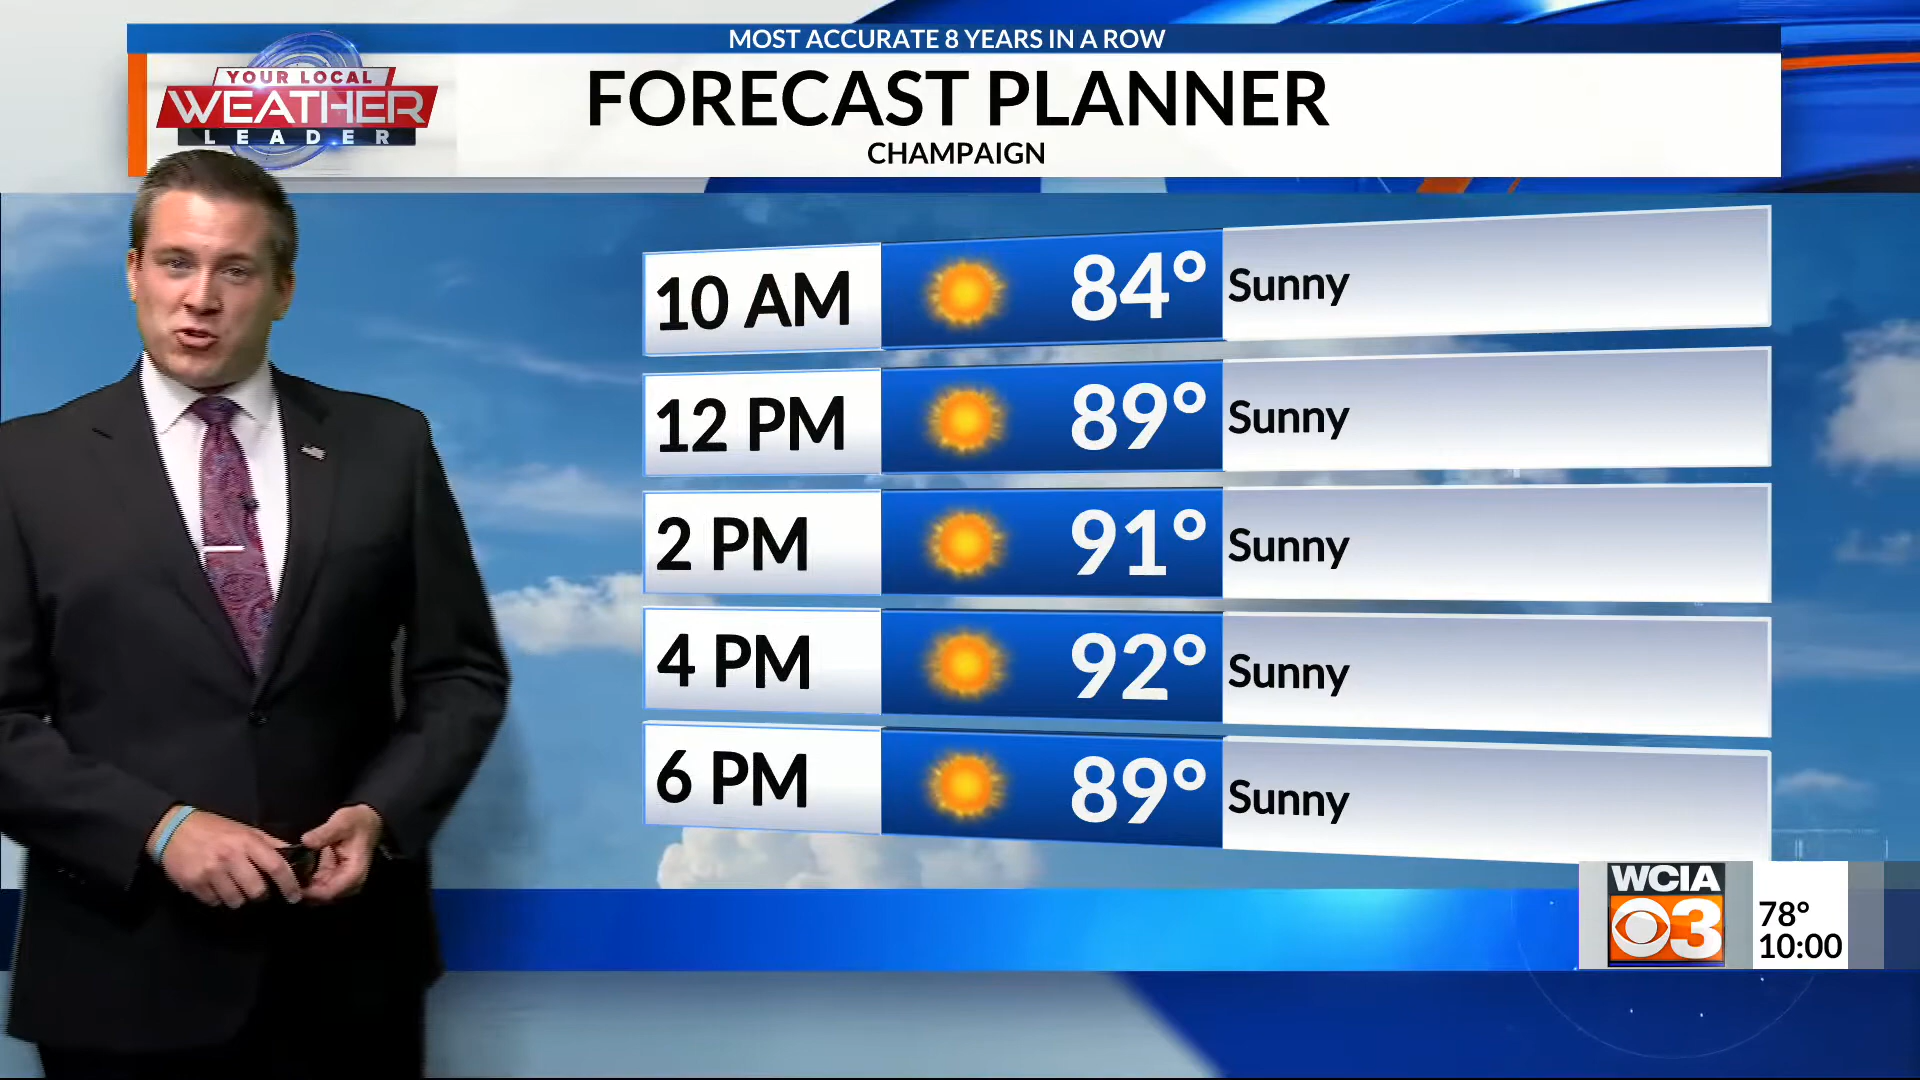 MOST ACCURATE 8 YEARS IN A ROW
YOUR LOCAL
WEATHER
LEADER
FORECAST PLANNER
CHAMPAIGN
10 AM 84° Sunny
12 PM 89° Sunny
2 PM 91° Sunny
4 PM 92° Sunny
6 PM 89° Sunny
WCIA
3
78°
10:00